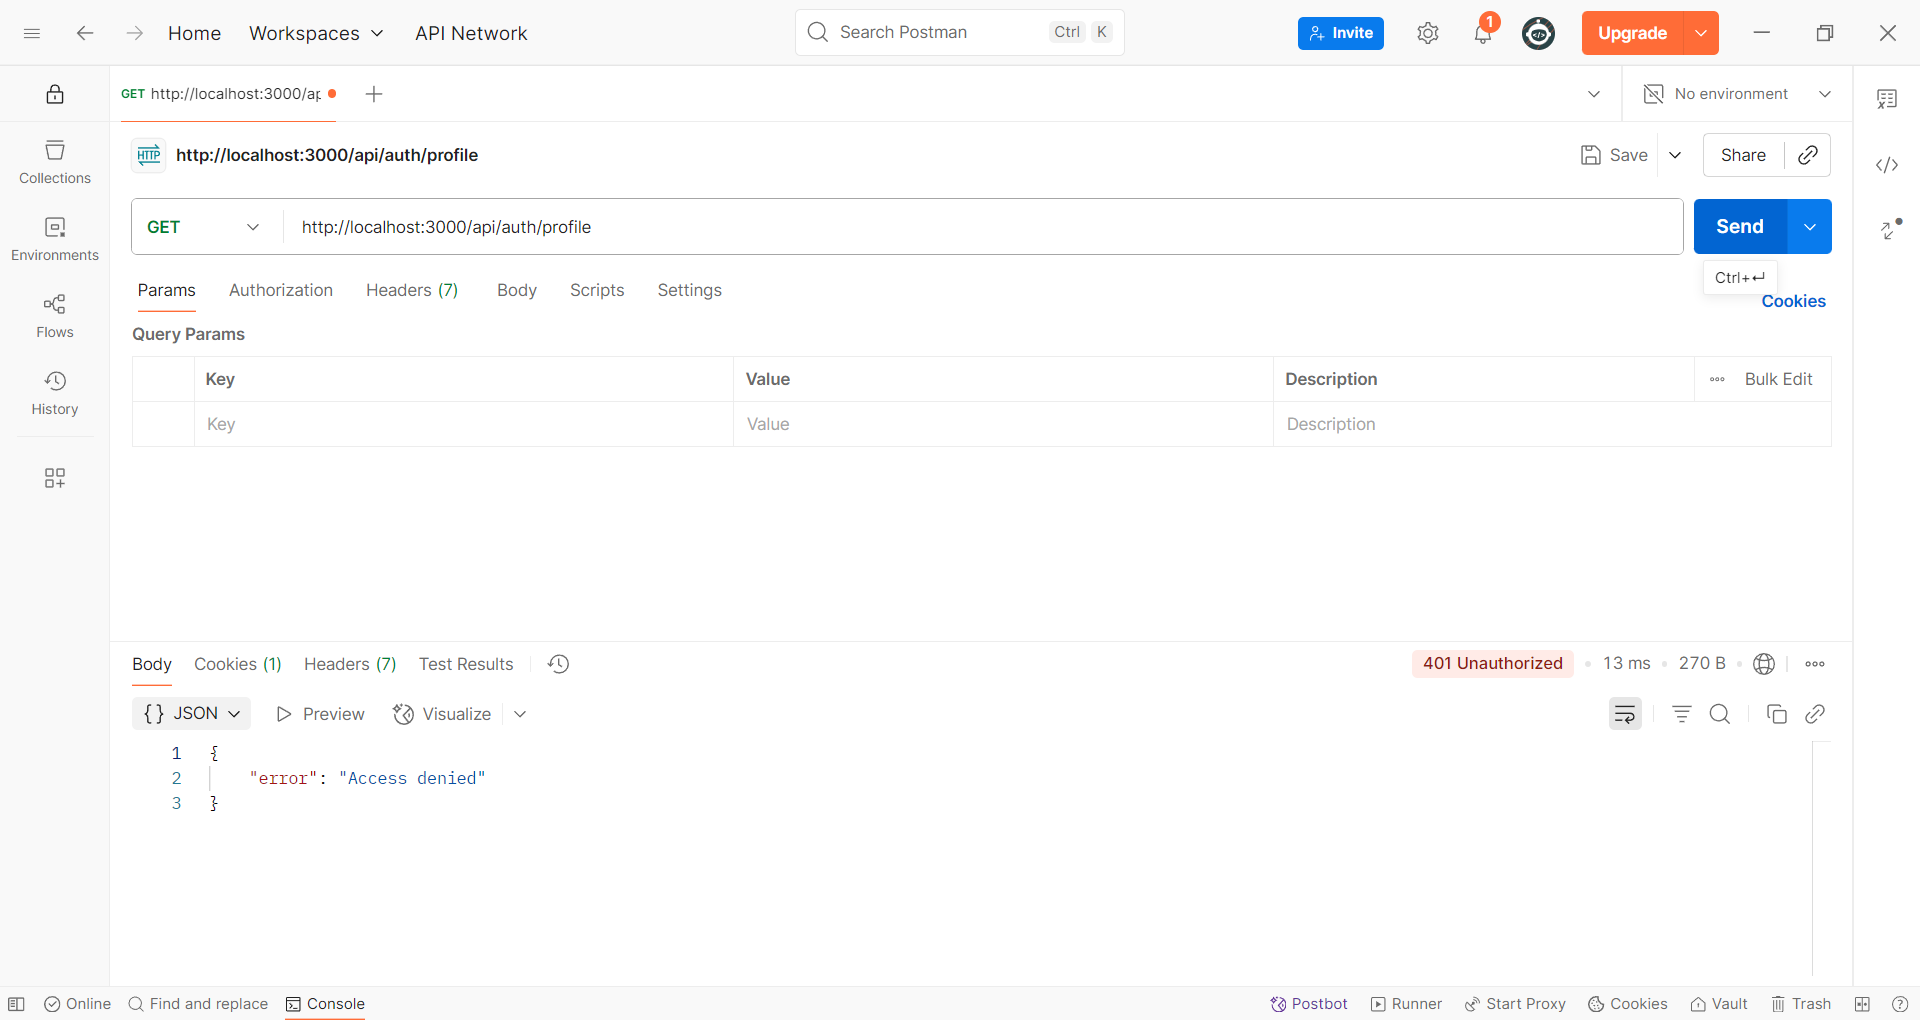 Home Workspaces API Network Search Postman Ctrl K Invite 1 Upgrade
GET http://localhost:3000/ap No environment
HTTP http://localhost:3000/api/auth/profile Save Share
GET http://localhost:3000/api/auth/profile Send
Ctrl+↵
Params Authorization Headers (7) Body Scripts Settings Cookies
Query Params
Key Value Description Bulk Edit
Key Value Description
Collections
Environments
Flows
History
Body Cookies (1) Headers (7) Test Results 401 Unauthorized 13 ms 270 B
{} JSON Preview Visualize
1 {
2 "error": "Access denied"
3 }
Online Find and replace Console Postbot Runner Start Proxy Cookies Vault Trash